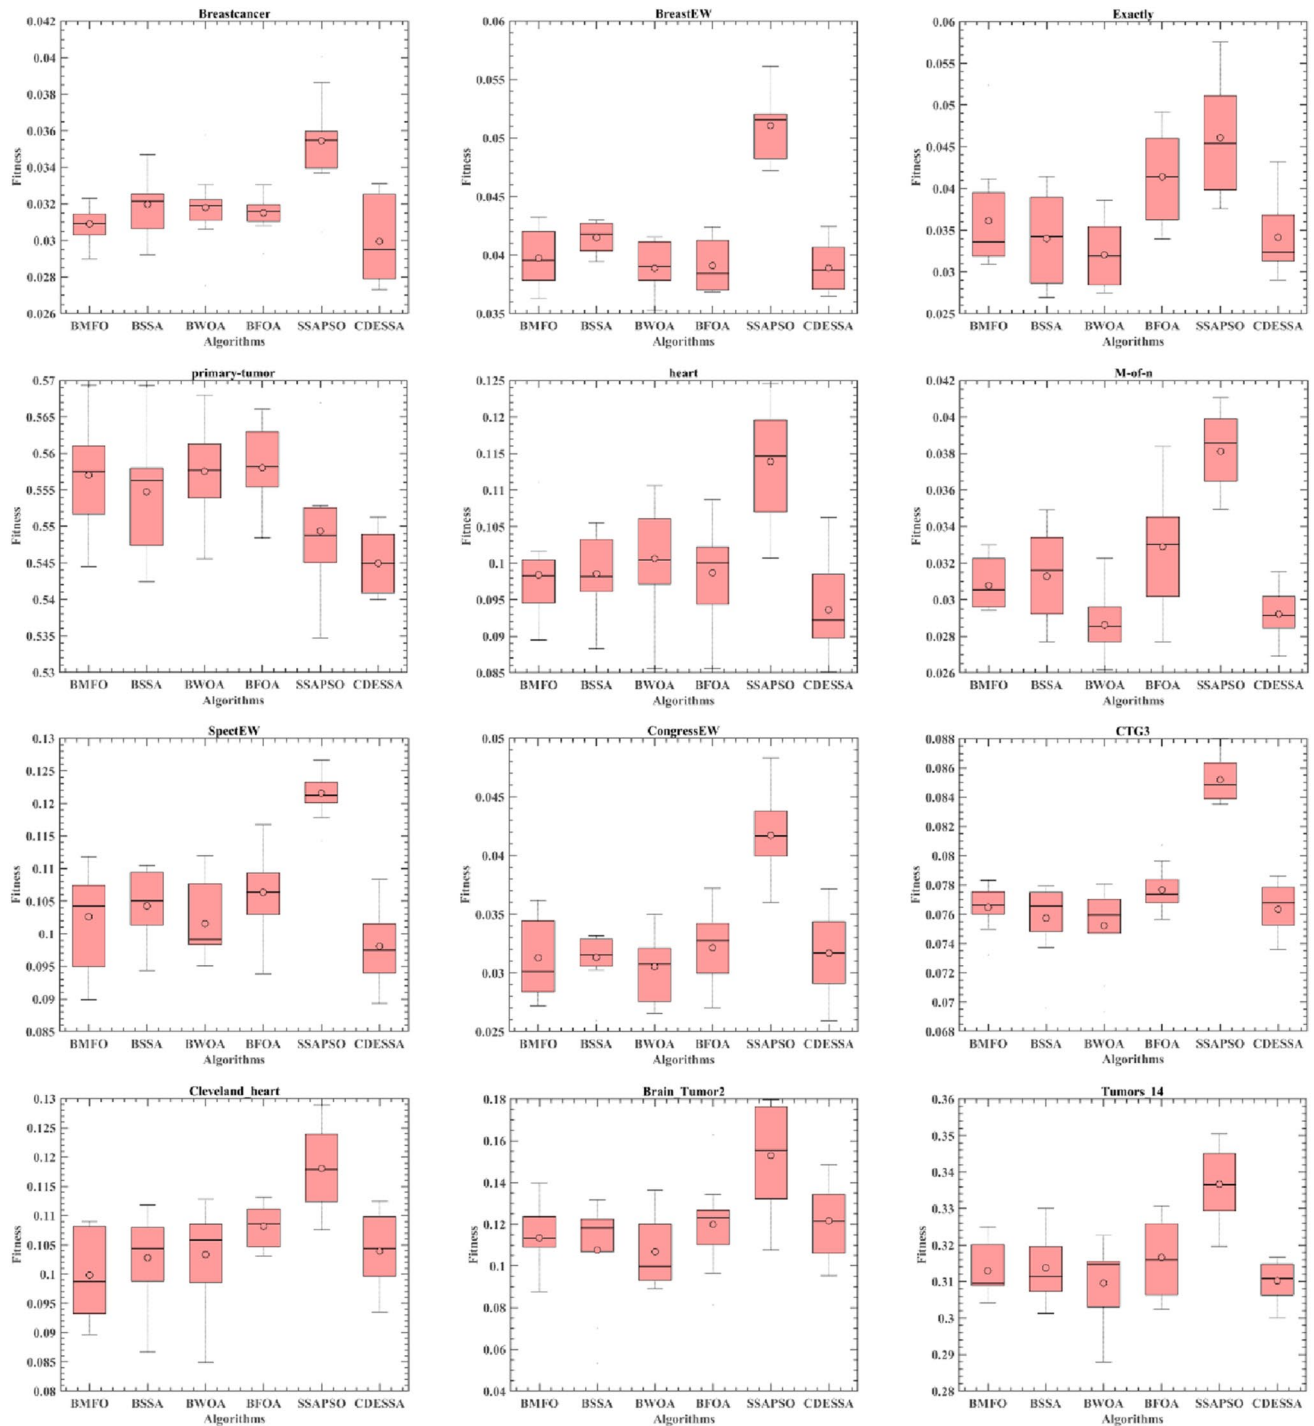 Breastcancer
0.042
0.04
0.038
0.036
0.034
0.032
0.03
0.028
0.026
Fitness
BMFO BSSA BWOA BFOA SSAPSO CDESSA
Algorithms
BreastEW
0.06
0.055
0.05
0.045
0.04
0.035
Fitness
BMFO BSSA BWOA BFOA SSAPSO CDESSA
Algorithms
Exactly
0.06
0.055
0.05
0.045
0.04
0.035
0.03
0.025
Fitness
BMFO BSSA BWOA BFOA SSAPSO CDESSA
Algorithms
primary-tumor
0.57
0.565
0.56
0.555
0.55
0.545
0.54
0.535
0.53
Fitness
BMFO BSSA BWOA BFOA SSAPSO CDESSA
Algorithms
heart
0.125
0.12
0.115
0.11
0.105
0.1
0.095
0.09
0.085
Fitness
BMFO BSSA BWOA BFOA SSAPSO CDESSA
Algorithms
M-of-n
0.042
0.04
0.038
0.036
0.034
0.032
0.03
0.028
0.026
Fitness
BMFO BSSA BWOA BFOA SSAPSO CDESSA
Algorithms
SpectEW
0.13
0.125
0.12
0.115
0.11
0.105
0.1
0.095
0.09
0.085
Fitness
BMFO BSSA BWOA BFOA SSAPSO CDESSA
Algorithms
CongressEW
0.05
0.045
0.04
0.035
0.03
0.025
Fitness
BMFO BSSA BWOA BFOA SSAPSO CDESSA
Algorithms
CTG3
0.088
0.086
0.084
0.082
0.08
0.078
0.076
0.074
0.072
0.07
0.068
Fitness
BMFO BSSA BWOA BFOA SSAPSO CDESSA
Algorithms
Cleveland_heart
0.13
0.125
0.12
0.115
0.11
0.105
0.1
0.095
0.09
0.085
0.08
Fitness
BMFO BSSA BWOA BFOA SSAPSO CDESSA
Algorithms
Brain_Tumor2
0.18
0.16
0.14
0.12
0.1
0.08
0.06
0.04
Fitness
BMFO BSSA BWOA BFOA SSAPSO CDESSA
Algorithms
Tumors_14
0.36
0.35
0.34
0.33
0.32
0.31
0.3
0.29
0.28
Fitness
BMFO BSSA BWOA BFOA SSAPSO CDESSA
Algorithms